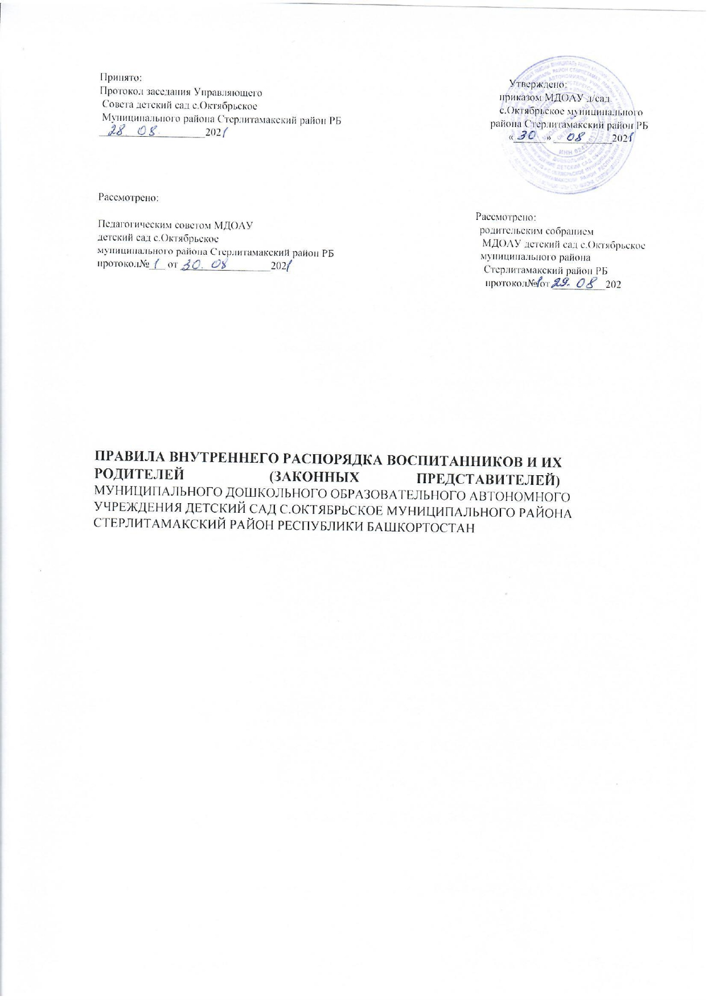 Принято:
Протокол заседания Управляющего
Совета детский сад с.Октябрьское
Муниципального района Стерлитамакский район РБ
28 08. 2021
Утверждено:
приказом МДОАУ д/сад
с.Октябрьское муниципального
района Стерлитамакский район РБ
«30» 08 2021
ИНН
Рассмотрено:
Педагогическим советом МДОАУ
детский сад с.Октябрьское
муниципального района Стерлитамакский район РБ
протокол№ 1 от 30. 08 2021
Рассмотрено:
родительским собранием
МДОАУ детский сад с.Октябрьское
муниципального района
Стерлитамакский район РБ
протокол№1от 29. 08 202
ПРАВИЛА ВНУТРЕННЕГО РАСПОРЯДКА ВОСПИТАННИКОВ И ИХ
РОДИТЕЛЕЙ (ЗАКОННЫХ ПРЕДСТАВИТЕЛЕЙ)
МУНИЦИПАЛЬНОГО ДОШКОЛЬНОГО ОБРАЗОВАТЕЛЬНОГО АВТОНОМНОГО
УЧРЕЖДЕНИЯ ДЕТСКИЙ САД С.ОКТЯБРЬСКОЕ МУНИЦИПАЛЬНОГО РАЙОНА
СТЕРЛИТАМАКСКИЙ РАЙОН РЕСПУБЛИКИ БАШКОРТОСТАН